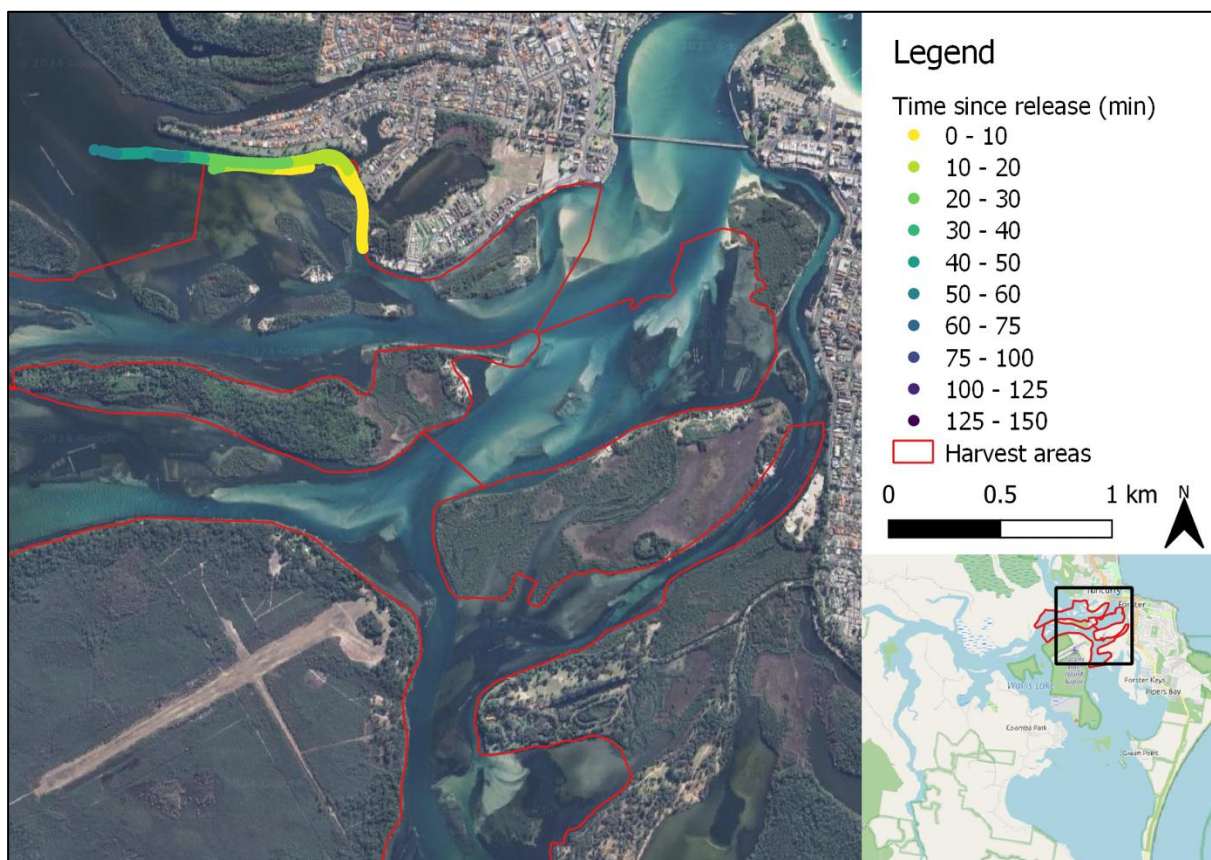 Legend
Time since release (min)
0 - 10
10 - 20
20 - 30
30 - 40
40 - 50
50 - 60
60 - 75
75 - 100
100 - 125
125 - 150
Harvest areas
0 0.5 1 km
N
Tuncurry
Forster
Wallis Lake
Forster Keys
Pipers Bay
Coomba Park
Green Point